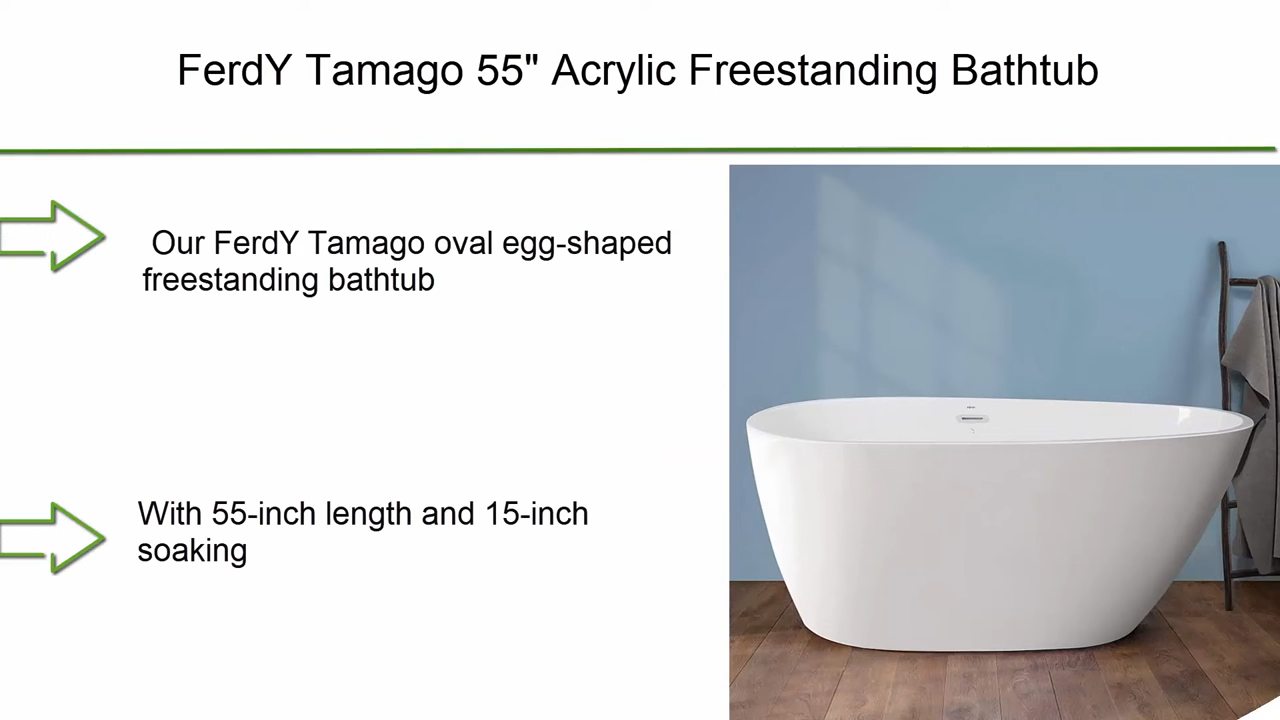 FerdY Tamago 55" Acrylic Freestanding Bathtub
Our FerdY Tamago oval egg-shaped
freestanding bathtub
With 55-inch length and 15-inch
soaking